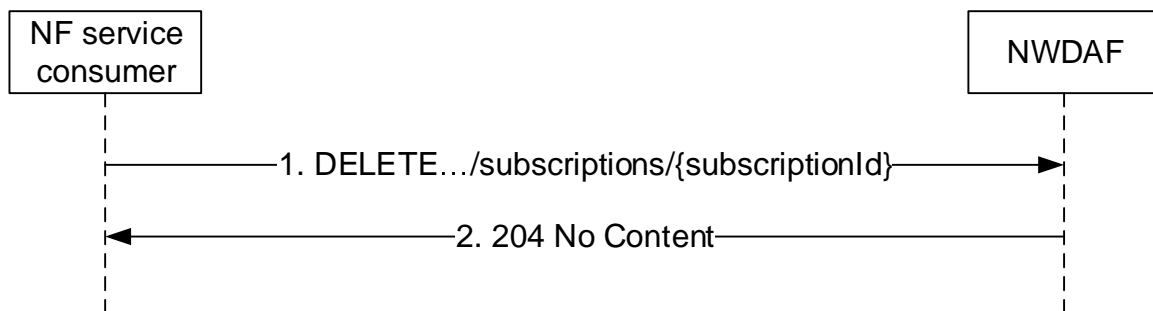 NF service
consumer
NWDAF
1. DELETE…/subscriptions/{subscriptionId}
2. 204 No Content